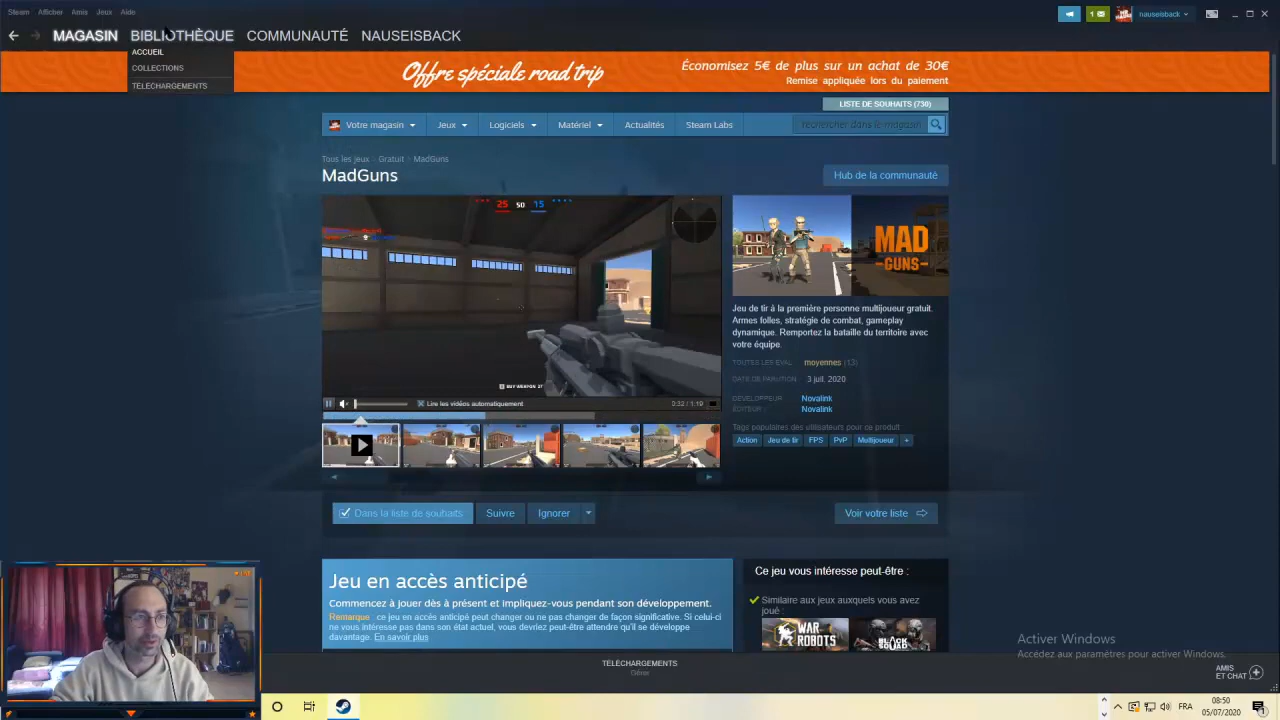 Steam Afficher Amis Jeux Aide
nauseisback
MAGASIN BIBLIOTHÈQUE COMMUNAUTÉ NAUSEISBACK
ACCUEIL
COLLECTIONS
TÉLÉCHARGEMENTS
Offre spéciale road trip
Économisez 5€ de plus sur un achat de 30€
Remise appliquée lors du paiement
LISTE DE SOUHAITS (730)
Votre magasin Jeux Logiciels Matériel Actualités Steam Labs rechercher dans le magasin
Tous les jeux > Gratuit > MadGuns
MadGuns
Hub de la communauté
25 50 15
BUY WEAPON
Lire les vidéos automatiquement
0:32 / 1:19
MAD
-GUNS-
Jeu de tir à la première personne multijoueur gratuit.
Armes folles, stratégie de combat, gameplay
dynamique. Remportez la bataille du territoire avec
votre équipe.
TOUTES LES ÉVAL. moyennes (13)
DATE DE PARUTION: 3 juil. 2020
DÉVELOPPEUR: Novalink
ÉDITEUR: Novalink
Tags populaires des utilisateurs pour ce produit
Action Jeu de tir FPS PvP Multijoueur +
Dans la liste de souhaits Suivre Ignorer
Voir votre liste
Jeu en accès anticipé
Commencez à jouer dès à présent et impliquez-vous pendant son développement.
Remarque : ce jeu en accès anticipé peut changer ou ne pas changer de façon significative. Si celui-ci
ne vous intéresse pas dans son état actuel, vous devriez peut-être attendre qu'il se développe
davantage. En savoir plus
Ce jeu vous intéresse peut-être :
Similaire aux jeux auxquels vous avez
joué :
WAR
ROBOTS
BLACK
SQUAD
Activer Windows
Accédez aux paramètres pour activer Windows.
TÉLÉCHARGEMENTS
Gérer
AMIS
ET CHAT
FRA
08:50
05/07/2020